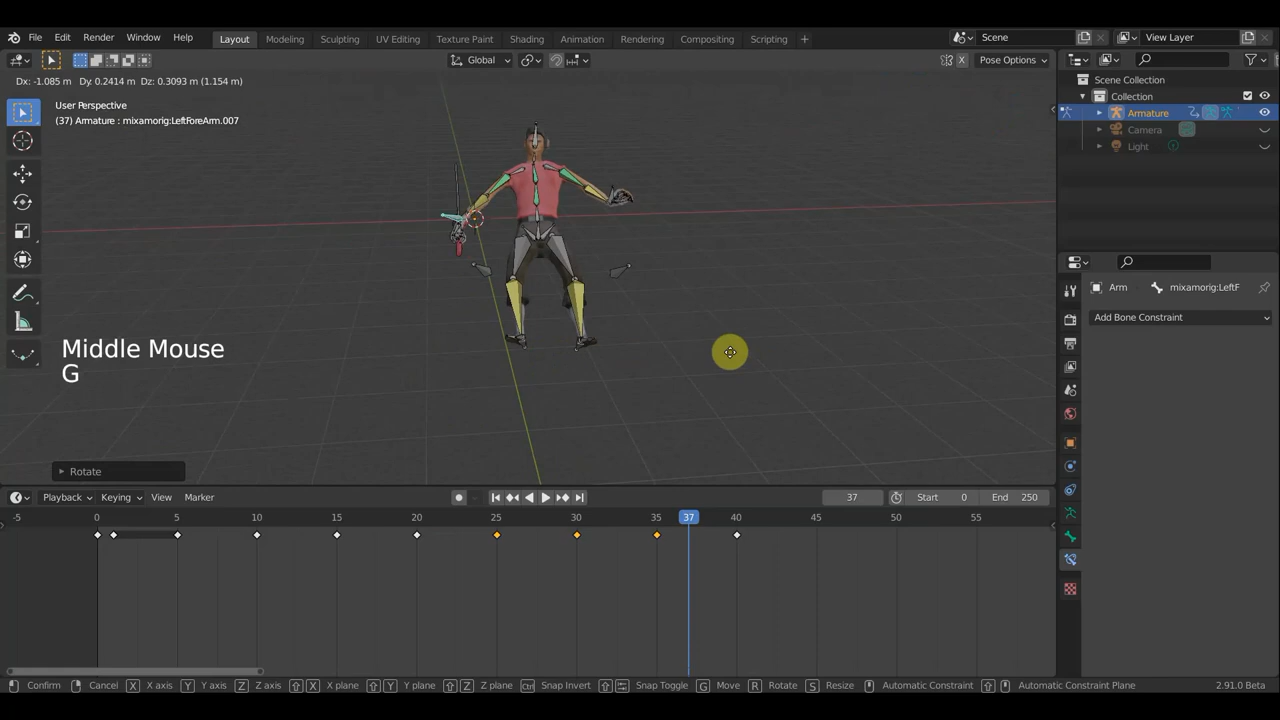 File Edit Render Window Help Layout Modeling Sculpting UV Editing Texture Paint Shading Animation Rendering Compositing Scripting + Scene View Layer
Global X Pose Options
Dx: -1.085 m Dy: 0.2414 m Dz: 0.3093 m (1.154 m)
Scene Collection
User Perspective
Collection
(37) Armature : mixamorig:LeftForeArm.007
Armature
Camera
Light
Arm mixamorig:LeftF
Add Bone Constraint
Middle Mouse
G
Rotate
Playback Keying View Marker 37 Start 0 End 250
-5 0 5 10 15 20 25 30 35 37 40 45 50 55
Confirm Cancel X X axis Y Y axis Z Z axis X X plane Y Y plane Z Z plane Ctrl Snap Invert Snap Toggle G Move R Rotate S Resize Automatic Constraint Automatic Constraint Plane 2.91.0 Beta